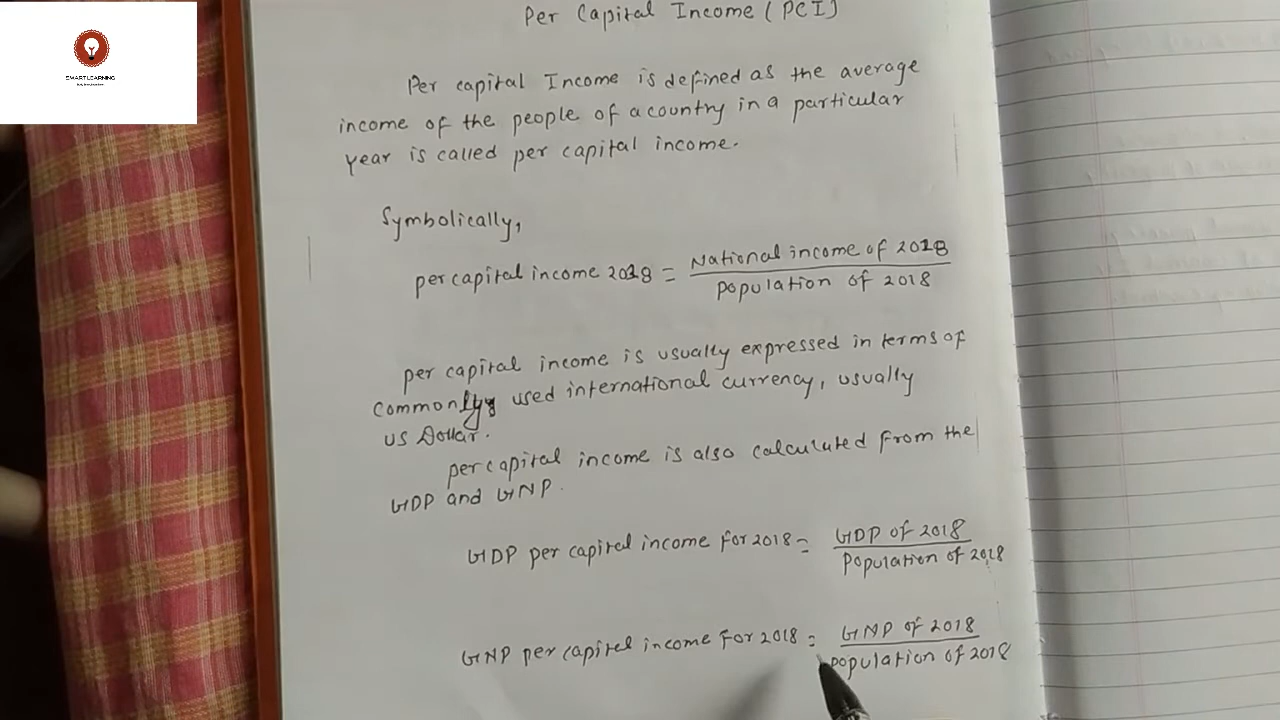 SMART LEARNING
Per Capital Income (PCI)
Per capital Income is defined as the average
income of the people of a country in a particular
year is called per capital income.
Symbolically,
per capital income 2018 = National income of 2018
population of 2018
per capital income is usually expressed in terms of
commonly used international currency, usually
US Dollar.
per capital income is also calculated from the
GDP and GNP.
GDP per capital income for 2018 = GDP of 2018
Population of 2018
GNP per capital income for 2018 = GNP of 2018
population of 2018